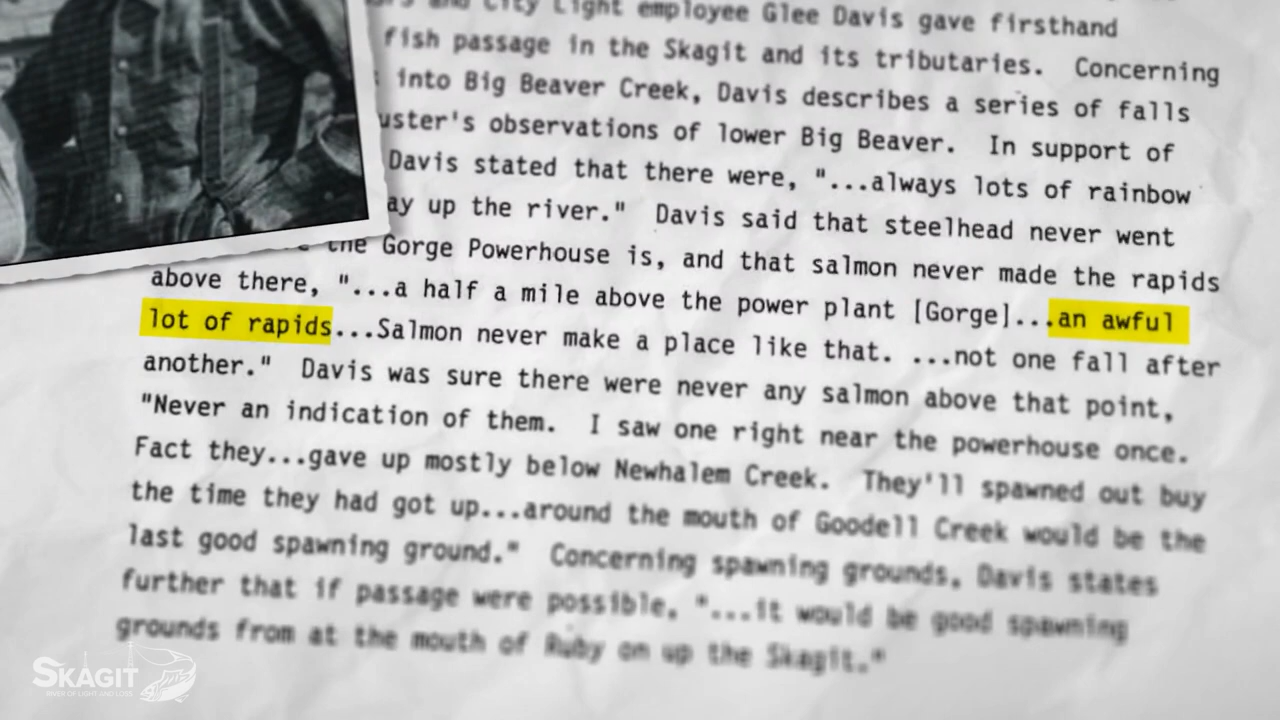 and City Light employee Glee Davis gave firsthand
fish passage in the Skagit and its tributaries. Concerning
into Big Beaver Creek, Davis describes a series of falls
uster's observations of lower Big Beaver. In support of
Davis stated that there were, "...always lots of rainbow
ay up the river." Davis said that steelhead never went
the Gorge Powerhouse is, and that salmon never made the rapids
above there, "...a half a mile above the power plant [Gorge]...an awful
lot of rapids...Salmon never make a place like that. ...not one fall after
another." Davis was sure there were never any salmon above that point,
"Never an indication of them. I saw one right near the powerhouse once.
Fact they...gave up mostly below Newhalem Creek. They'll spawned out buy
the time they had got up...around the mouth of Goodell Creek would be the
last good spawning ground." Concerning spawning grounds, Davis states
further that if passage were possible, "...it would be good spawning
grounds from at the mouth of Ruby on up the Skagit."
SKAGIT
RIVER OF LIGHT AND LOSS